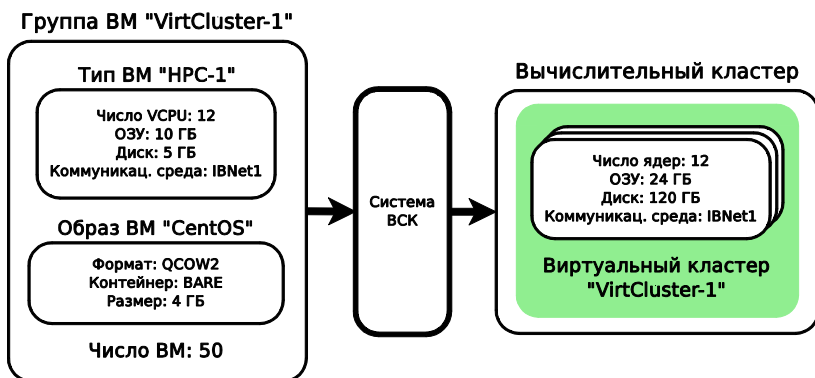 Группа ВМ "VirtCluster-1"
Тип ВМ "HPC-1"
Число VCPU: 12
ОЗУ: 10 ГБ
Диск: 5 ГБ
Коммуникац. среда: IBNet1
Образ ВМ "CentOS"
Формат: QCOW2
Контейнер: BARE
Размер: 4 ГБ
Число ВМ: 50
Система
ВСК
Вычислительный кластер
Число ядер: 12
ОЗУ: 24 ГБ
Диск: 120 ГБ
Коммуникац. среда: IBNet1
Виртуальный кластер
"VirtCluster-1"